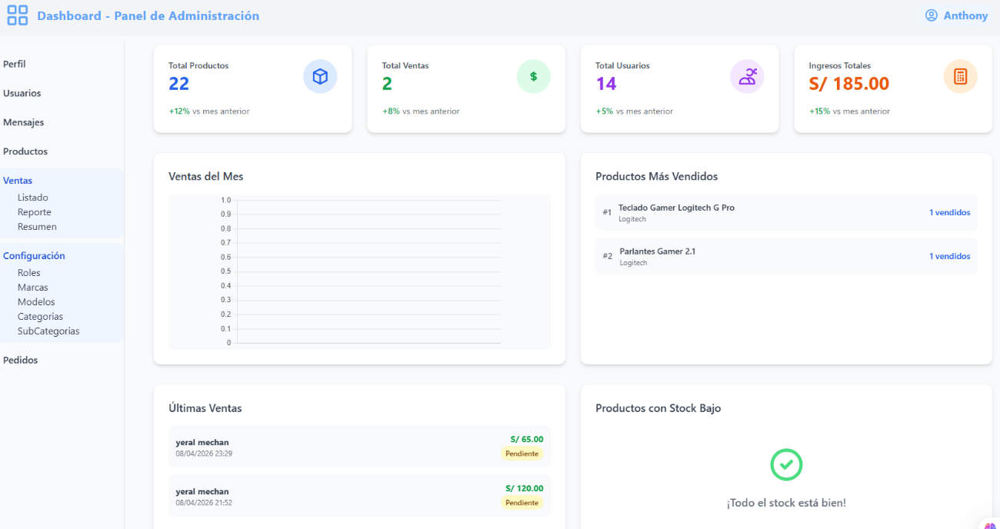 Dashboard - Panel de Administración
Anthony
Perfil
Usuarios
Mensajes
Productos
Ventas
Listado
Reporte
Resumen
Configuración
Roles
Marcas
Modelos
Categorias
SubCategorias
Pedidos
Total Productos
22
+12% vs mes anterior
Total Ventas
2
$
+8% vs mes anterior
Total Usuarios
14
+5% vs mes anterior
Ingresos Totales
S/ 185.00
+15% vs mes anterior
Ventas del Mes
1.0
0.9
0.8
0.7
0.6
0.5
0.4
0.3
0.2
0.1
0
Productos Más Vendidos
#1 Teclado Gamer Logitech G Pro 1 vendidos
Logitech
#2 Parlantes Gamer 2.1 1 vendidos
Logitech
Últimas Ventas
yeral mechan S/ 65.00
08/04/2026 23:29 Pendiente
yeral mechan S/ 120.00
08/04/2026 21:52 Pendiente
Productos con Stock Bajo
¡Todo el stock está bien!